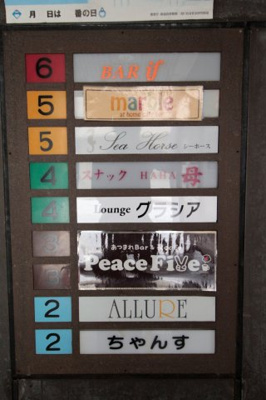 月 日は 番の日
6 BAR
5 marble
5 Sea Horse シーホース
4 スナック HABA 母
4 Lounge グラシア
Peace Five!
2 ALLURE
2 ちゃんす